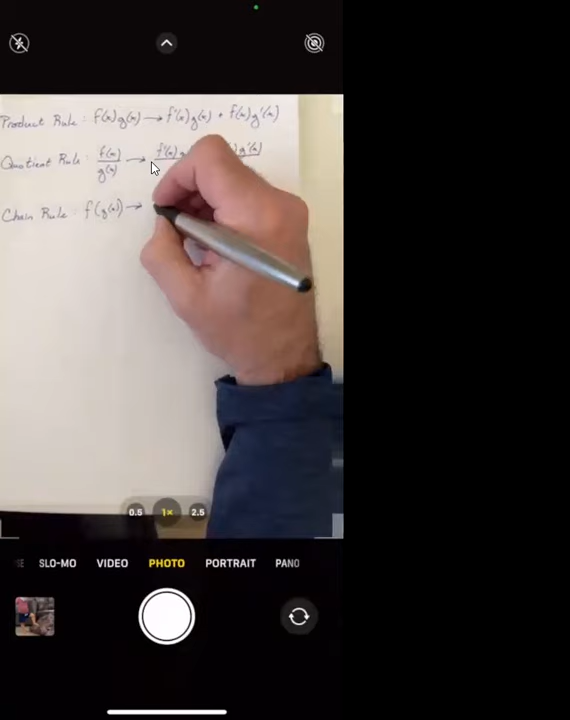 Product Rule : f(x)g(x) → f'(x)g(x) + f(x)g'(x)
Quotient Rule : f(x)/g(x) → f'(x) g'(x)
Chain Rule : f(g(x)) →
0.5 1× 2.5
SLO-MO VIDEO PHOTO PORTRAIT PANO